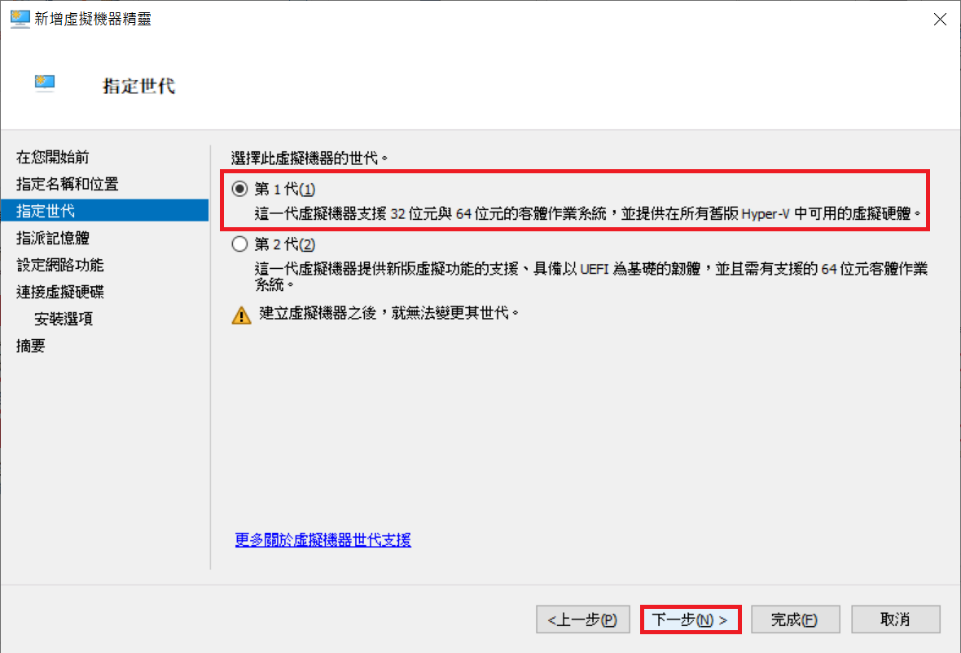 新增虛擬機器精靈
指定世代
在您開始前
指定名稱和位置
指定世代
指派記憶體
設定網路功能
連接虛擬硬碟
安裝選項
摘要
選擇此虛擬機器的世代。
第 1 代(1)
這一代虛擬機器支援 32 位元與 64 位元的客體作業系統，並提供在所有舊版 Hyper-V 中可用的虛擬硬體。
第 2 代(2)
這一代虛擬機器提供新版虛擬功能的支援、具備以 UEFI 為基礎的韌體，並且需有支援的 64 位元客體作業
系統。
建立虛擬機器之後，就無法變更其世代。
更多關於虛擬機器世代支援
<上一步(P)
下一步(N) >
完成(F)
取消